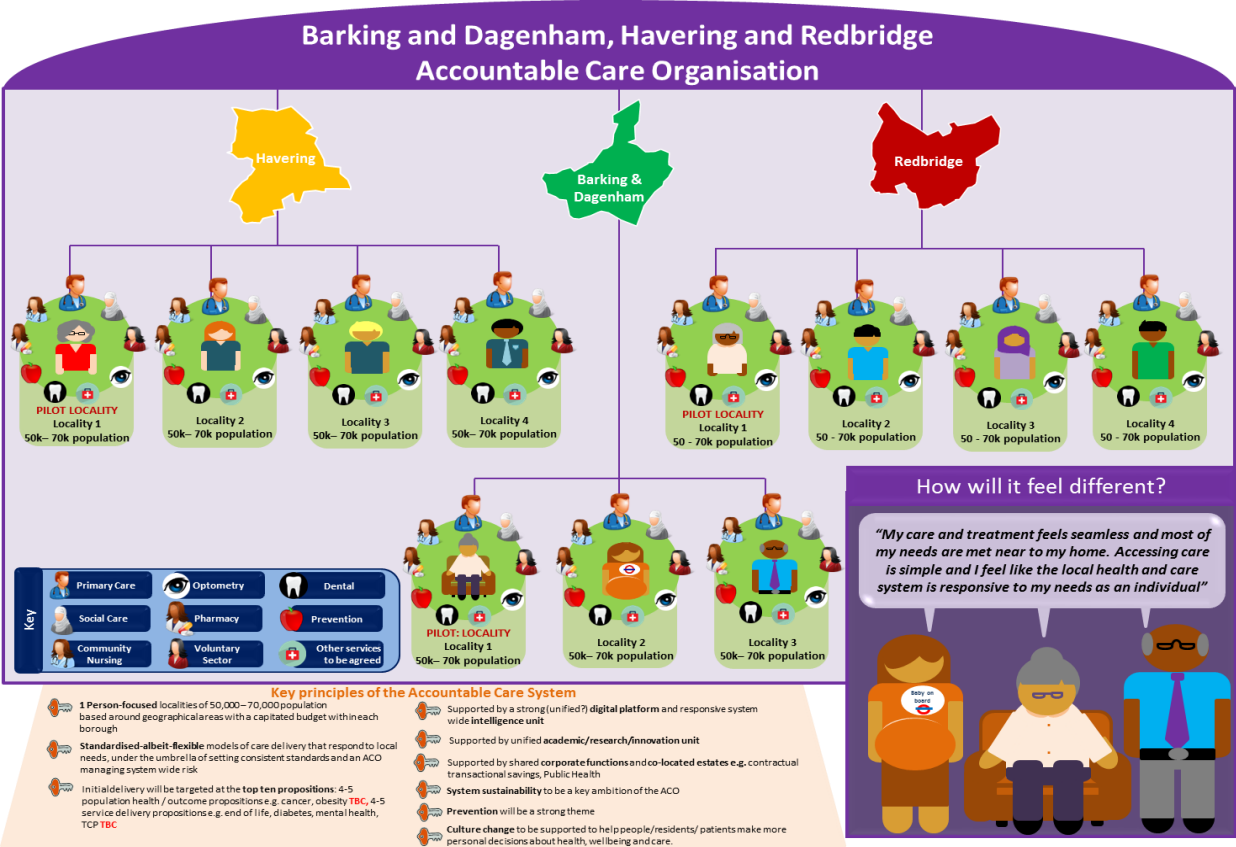 Barking and Dagenham, Havering and Redbridge
Accountable Care Organisation
Havering
Barking &
Dagenham
Redbridge
PILOT LOCALITY
Locality 1
50k– 70k population
Locality 2
50k– 70k population
Locality 3
50k– 70k population
Locality 4
50k– 70k population
PILOT LOCALITY
Locality 1
50 - 70k population
Locality 2
50 - 70k population
Locality 3
50 - 70k population
Locality 4
50 - 70k population
PILOT: LOCALITY
Locality 1
50k– 70k population
Locality 2
50k– 70k population
Locality 3
50k– 70k population
Key
Primary Care
Optometry
Dental
Social Care
Pharmacy
Prevention
Community
Nursing
Voluntary
Sector
Other services
to be agreed
How will it feel different?
“My care and treatment feels seamless and most of
my needs are met near to my home. Accessing care
is simple and I feel like the local health and care
system is responsive to my needs as an individual”
Baby on
board
Key principles of the Accountable Care System
1 Person-focused localities of 50,000– 70,000 population
based around geographical areas with a capitated budget within each
borough
Standardised-albeit-flexible models of care delivery that respond to local
needs, under the umbrella of setting consistent standards and an ACO
managing system wide risk
Initial delivery will be targeted at the top ten propositions: 4-5
population health / outcome propositions e.g. cancer, obesity TBC, 4-5
service delivery propositions e.g. end of life, diabetes, mental health,
TCP TBC
Supported by a strong (unified?) digital platform and responsive system
wide intelligence unit
Supported by unified academic/research/innovation unit
Supported by shared corporate functions and co-located estates e.g. contractual
transactional savings, Public Health
System sustainability to be a key ambition of the ACO
Prevention will be a strong theme
Culture change to be supported to help people/residents/ patients make more
personal decisions about health, wellbeing and care.